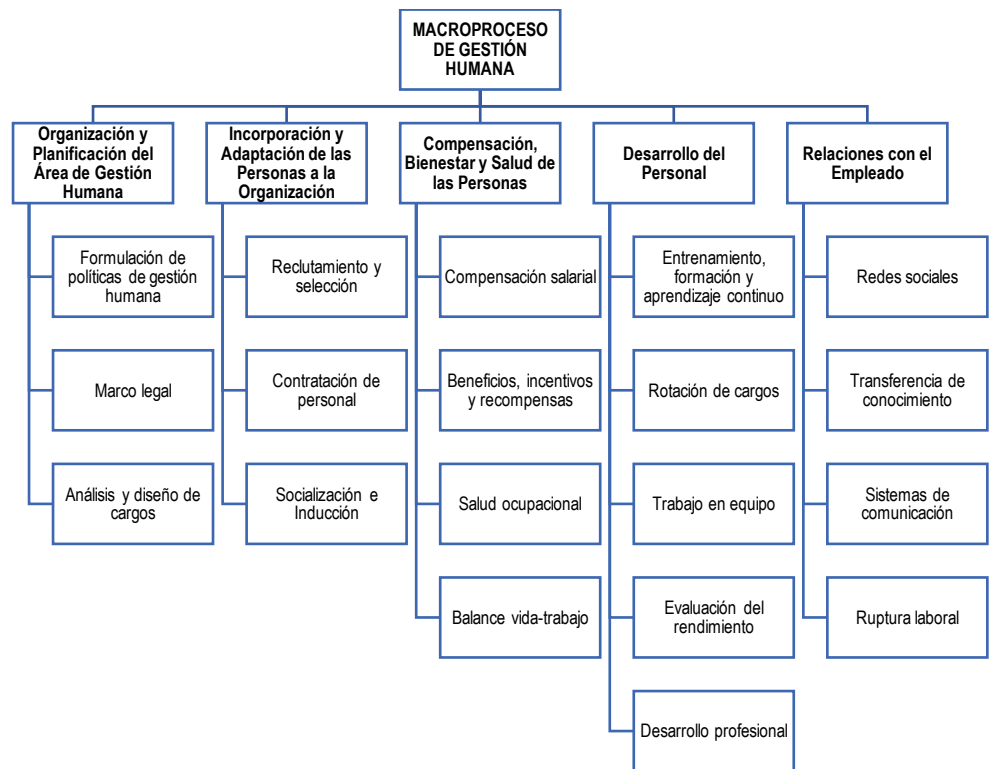 MACROPROCESO
DE GESTIÓN
HUMANA
Organización y
Planificación del
Área de Gestión
Humana
Incorporación y
Adaptación de las
Personas a la
Organización
Compensación,
Bienestar y Salud de
las Personas
Desarrollo del
Personal
Relaciones con el
Empleado
Formulación de
políticas de gestión
humana
Marco legal
Análisis y diseño de
cargos
Reclutamiento y
selección
Contratación de
personal
Socialización e
Inducción
Compensación salarial
Beneficios, incentivos
y recompensas
Salud ocupacional
Balance vida-trabajo
Entrenamiento,
formación y
aprendizaje continuo
Rotación de cargos
Trabajo en equipo
Evaluación del
rendimiento
Desarrollo profesional
Redes sociales
Transferencia de
conocimiento
Sistemas de
comunicación
Ruptura laboral